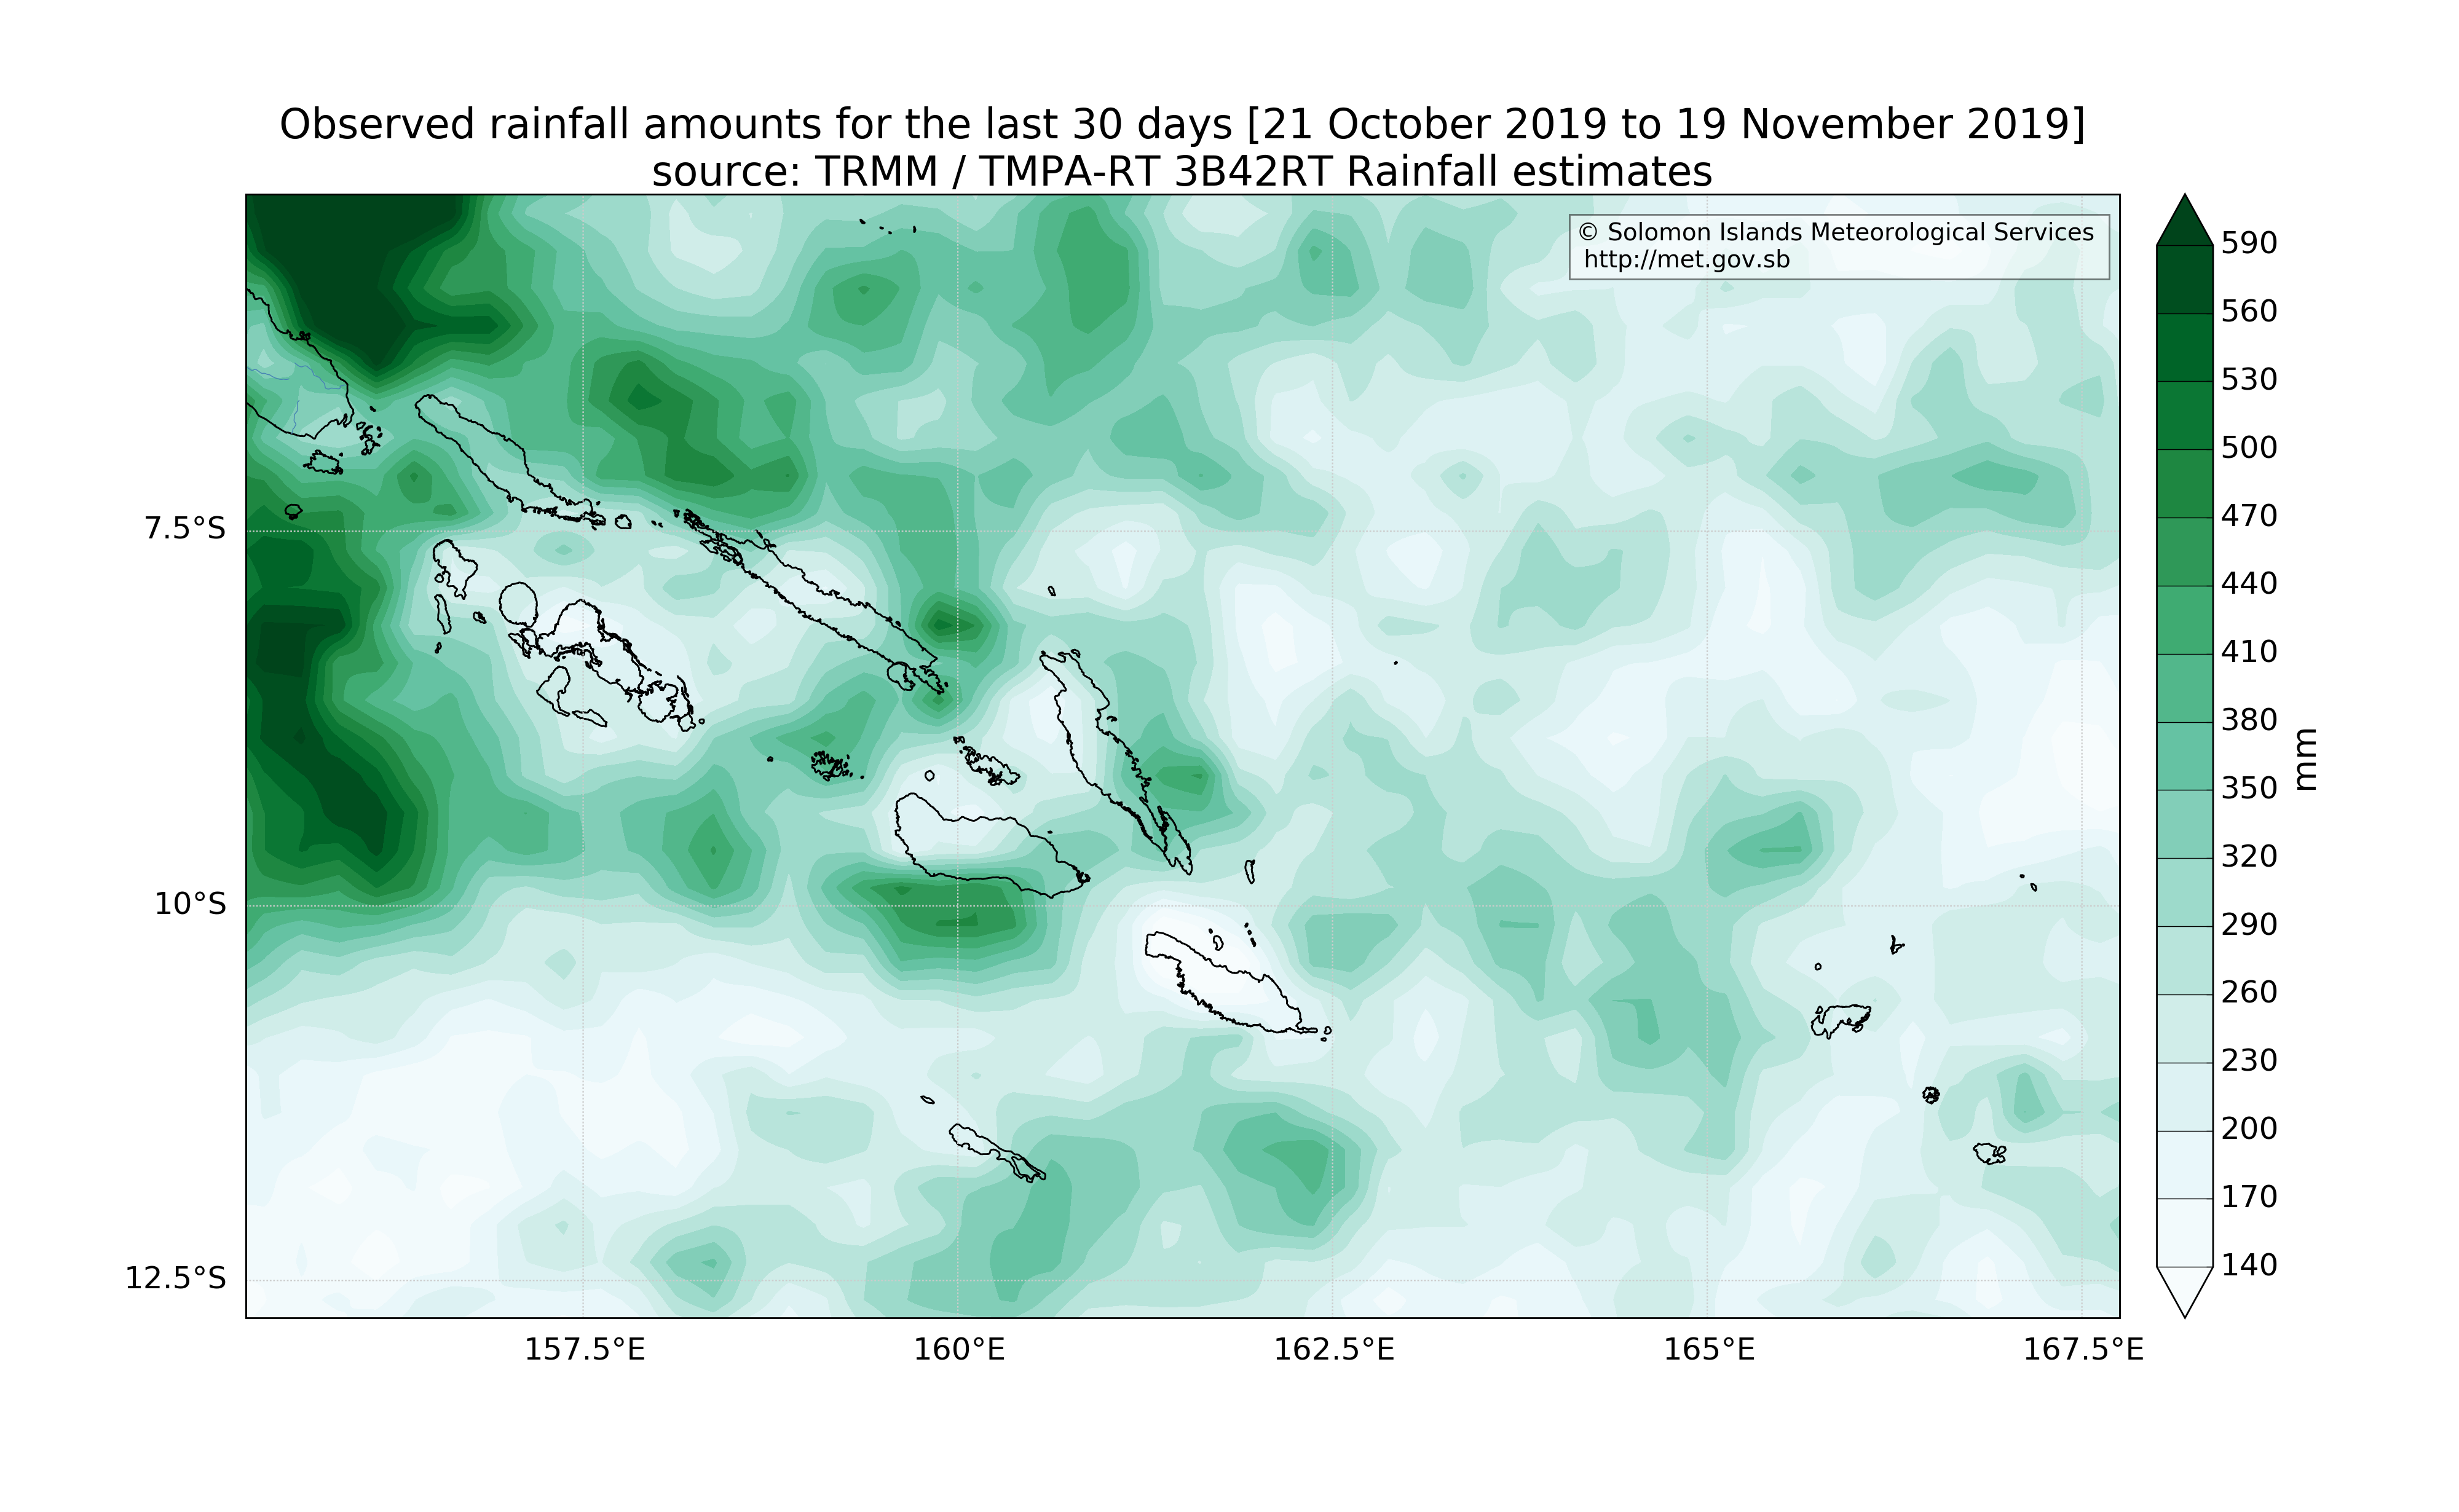 Observed rainfall amounts for the last 30 days [21 October 2019 to 19 November 2019]
source: TRMM / TMPA-RT 3B42RT Rainfall estimates
© Solomon Islands Meteorological Services
http://met.gov.sb
7.5°S
10°S
12.5°S
157.5°E
160°E
162.5°E
165°E
167.5°E
590
560
530
500
470
440
410
380
350
320
290
260
230
200
170
140
mm